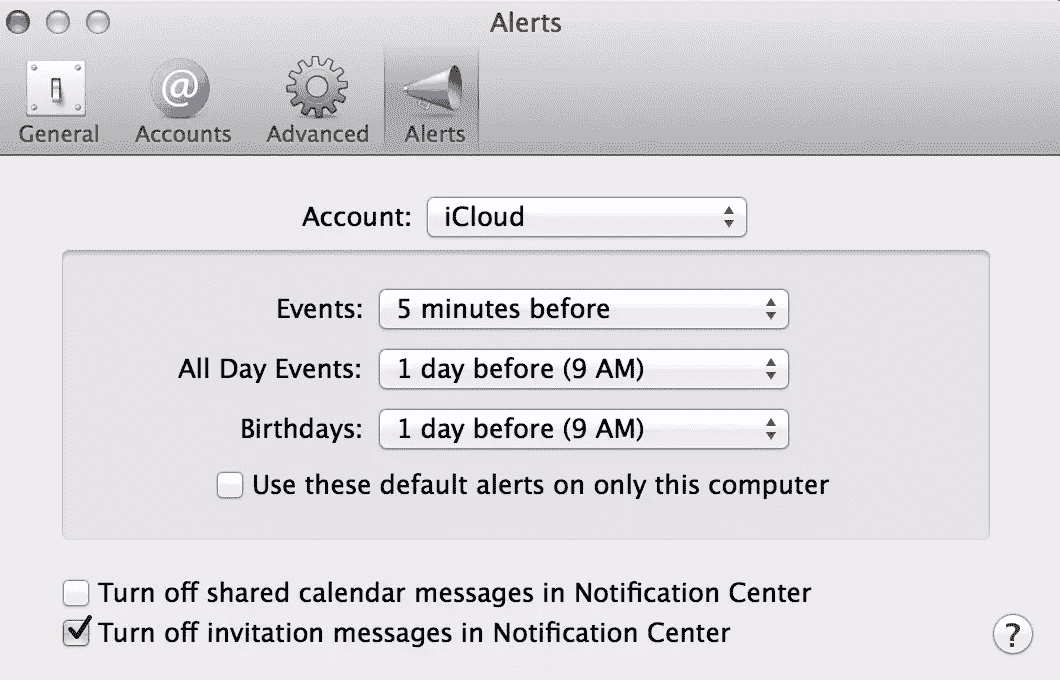 Alerts
General Accounts Advanced Alerts
Account: iCloud
Events: 5 minutes before
All Day Events: 1 day before (9 AM)
Birthdays: 1 day before (9 AM)
Use these default alerts on only this computer
Turn off shared calendar messages in Notification Center
Turn off invitation messages in Notification Center
?